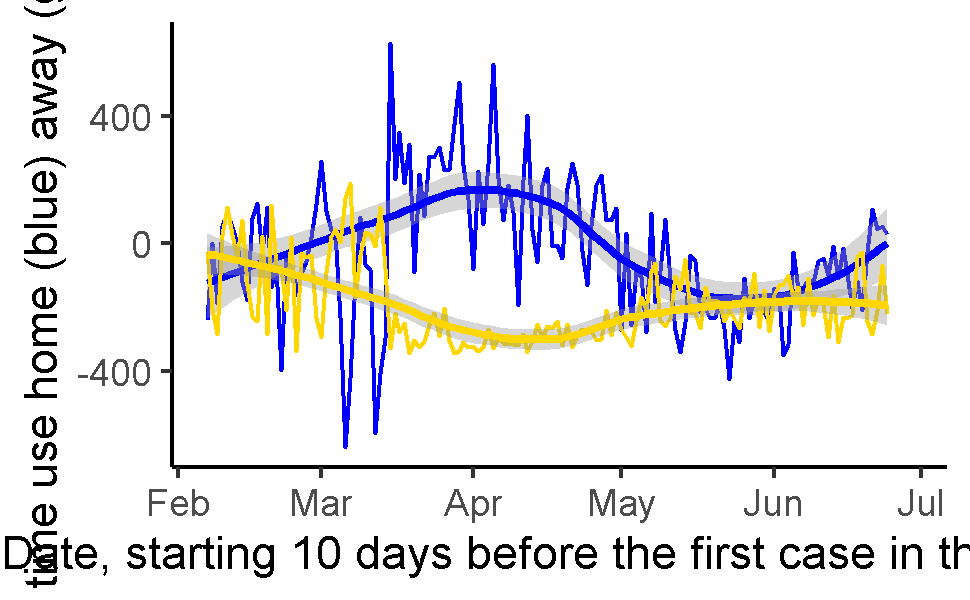 time use home (blue) away (
400
0
-400
Feb Mar Apr May Jun Jul
Date, starting 10 days before the first case in th